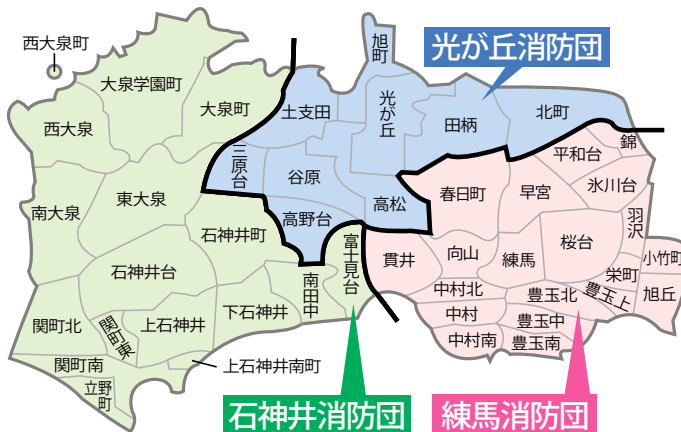 西大泉町
旭町
光が丘消防団
大泉学園町
大泉町
光が丘
北町
西大泉
土支田
田柄
錦
三原台
平和台
谷原
氷川台
東大泉
春日町
早宮
南大泉
高野台
高松
羽沢
石神井町
富士見台
桜台
貫井
向山
練馬
小竹町
石神井台
南田中
栄町
中村北
豊玉北
豊玉上
旭丘
関町北
関町東
上石神井
下石神井
中村
豊玉中
中村南
豊玉南
関町南
上石神井南町
立野町
石神井消防団
練馬消防団